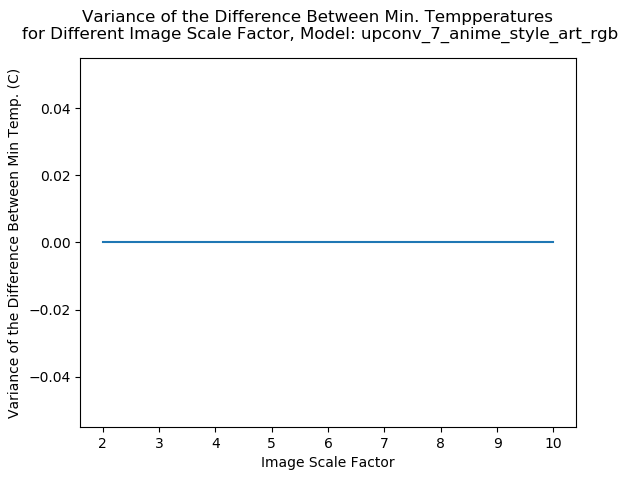 Variance of the Difference Between Min. Tempperatures
for Different Image Scale Factor, Model: upconv_7_anime_style_art_rgb
Variance of the Difference Between Min Temp. (C)
0.04
0.02
0.00
−0.02
−0.04
2 3 4 5 6 7 8 9 10
Image Scale Factor